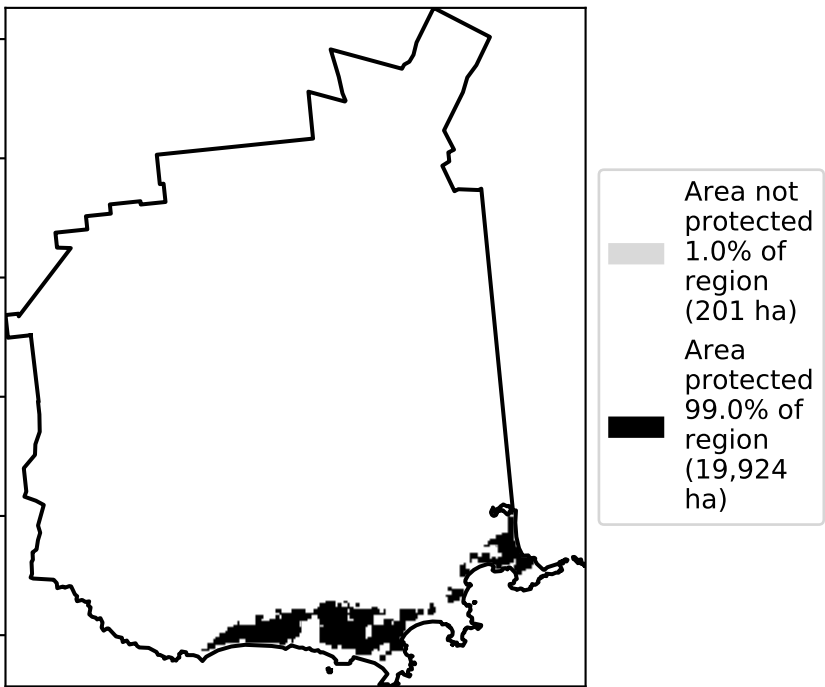 Area not
protected
1.0% of
region
(201 ha)
Area
protected
99.0% of
region
(19,924
ha)